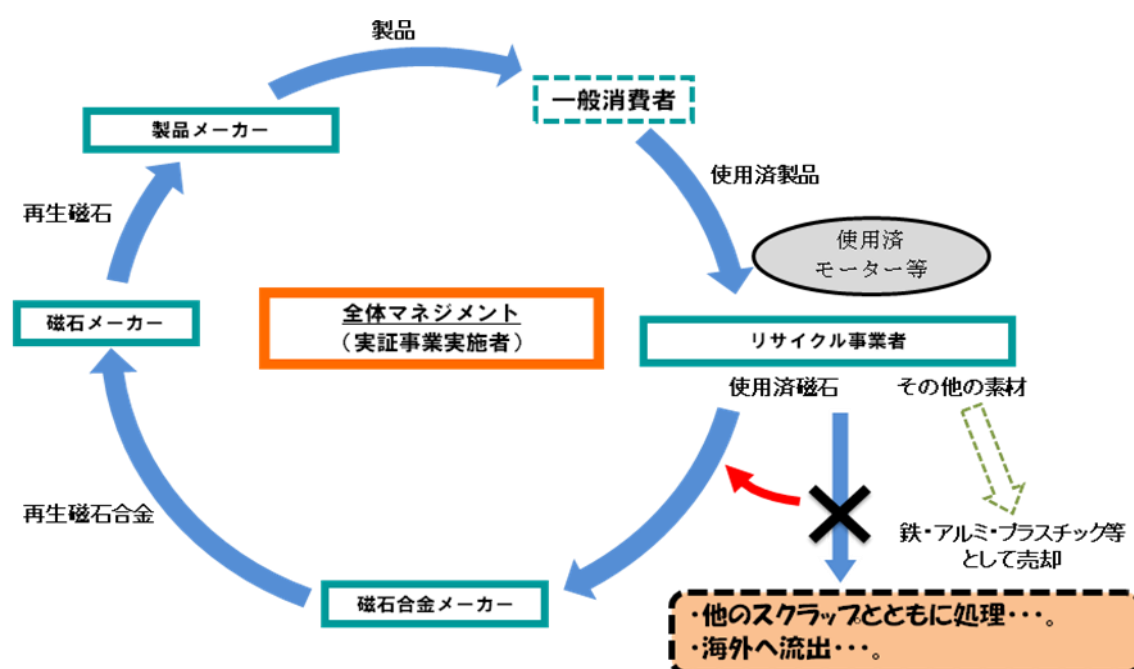 製品
一般消費者
製品メーカー
使用済製品
再生磁石
使用済
モーター等
磁石メーカー
全体マネジメント
（実証事業実施者）
リサイクル事業者
使用済磁石
その他の素材
再生磁石合金
鉄・アルミ・プラスチック等
として売却
磁石合金メーカー
・他のスクラップとともに処理・・・。
・海外へ流出・・・。